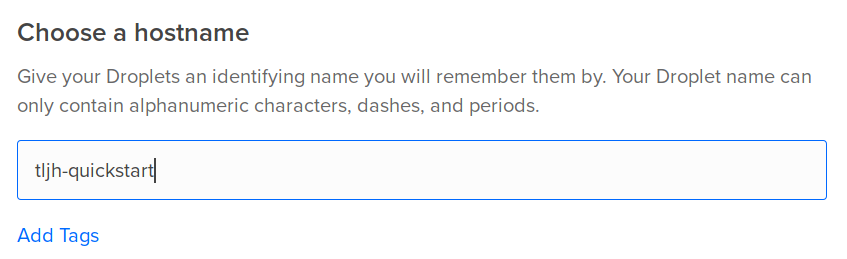 Choose a hostname
Give your Droplets an identifying name you will remember them by. Your Droplet name can
only contain alphanumeric characters, dashes, and periods.
tljh-quickstart
Add Tags